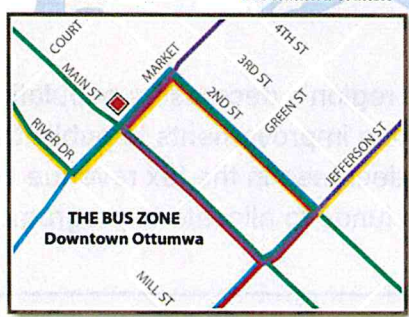 COURT
MAIN ST
MARKET
4TH ST
3RD ST
2ND ST
GREEN ST
RIVER DR
JEFFERSON ST
THE BUS ZONE
Downtown Ottumwa
MILL ST